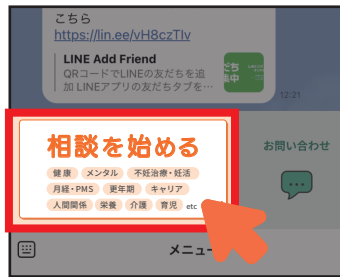 こちら
https://lin.ee/vH8czTlv
LINE Add Friend
QRコードでLINEの友だちを追
加 LINEアプリの友だちタブを…
12:21
相談を始める
お問い合わせ
健康 メンタル 不妊治療・妊活
月経・PMS 更年期 キャリア
人間関係 栄養 介護 育児 etc
メニュー